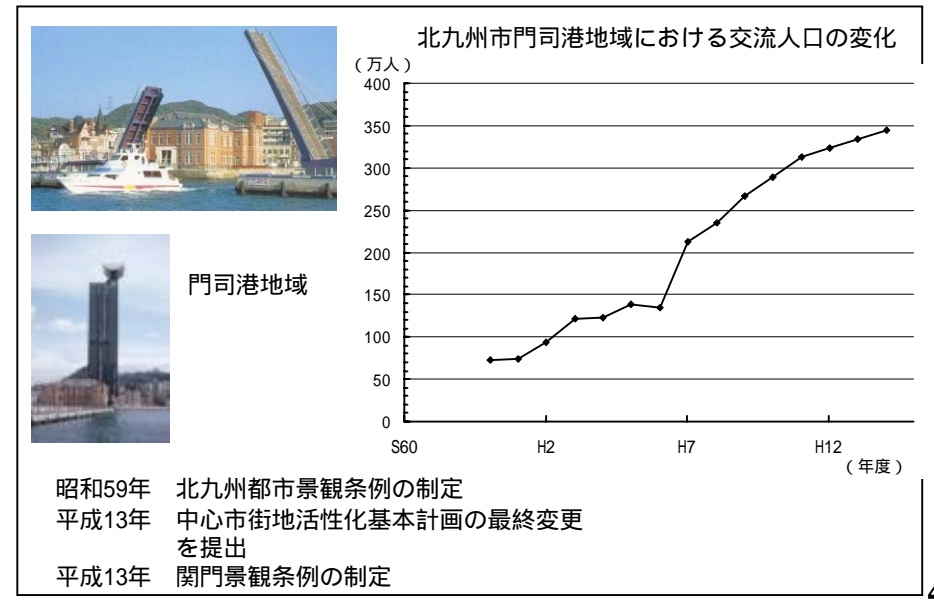 北九州市門司港地域における交流人口の変化
（万人）
400
350
300
250
200
150
100
50
0
S60
H2
H7
H12
（年度）
門司港地域
昭和59年　北九州都市景観条例の制定
平成13年　中心市街地活性化基本計画の最終変更
を提出
平成13年　関門景観条例の制定